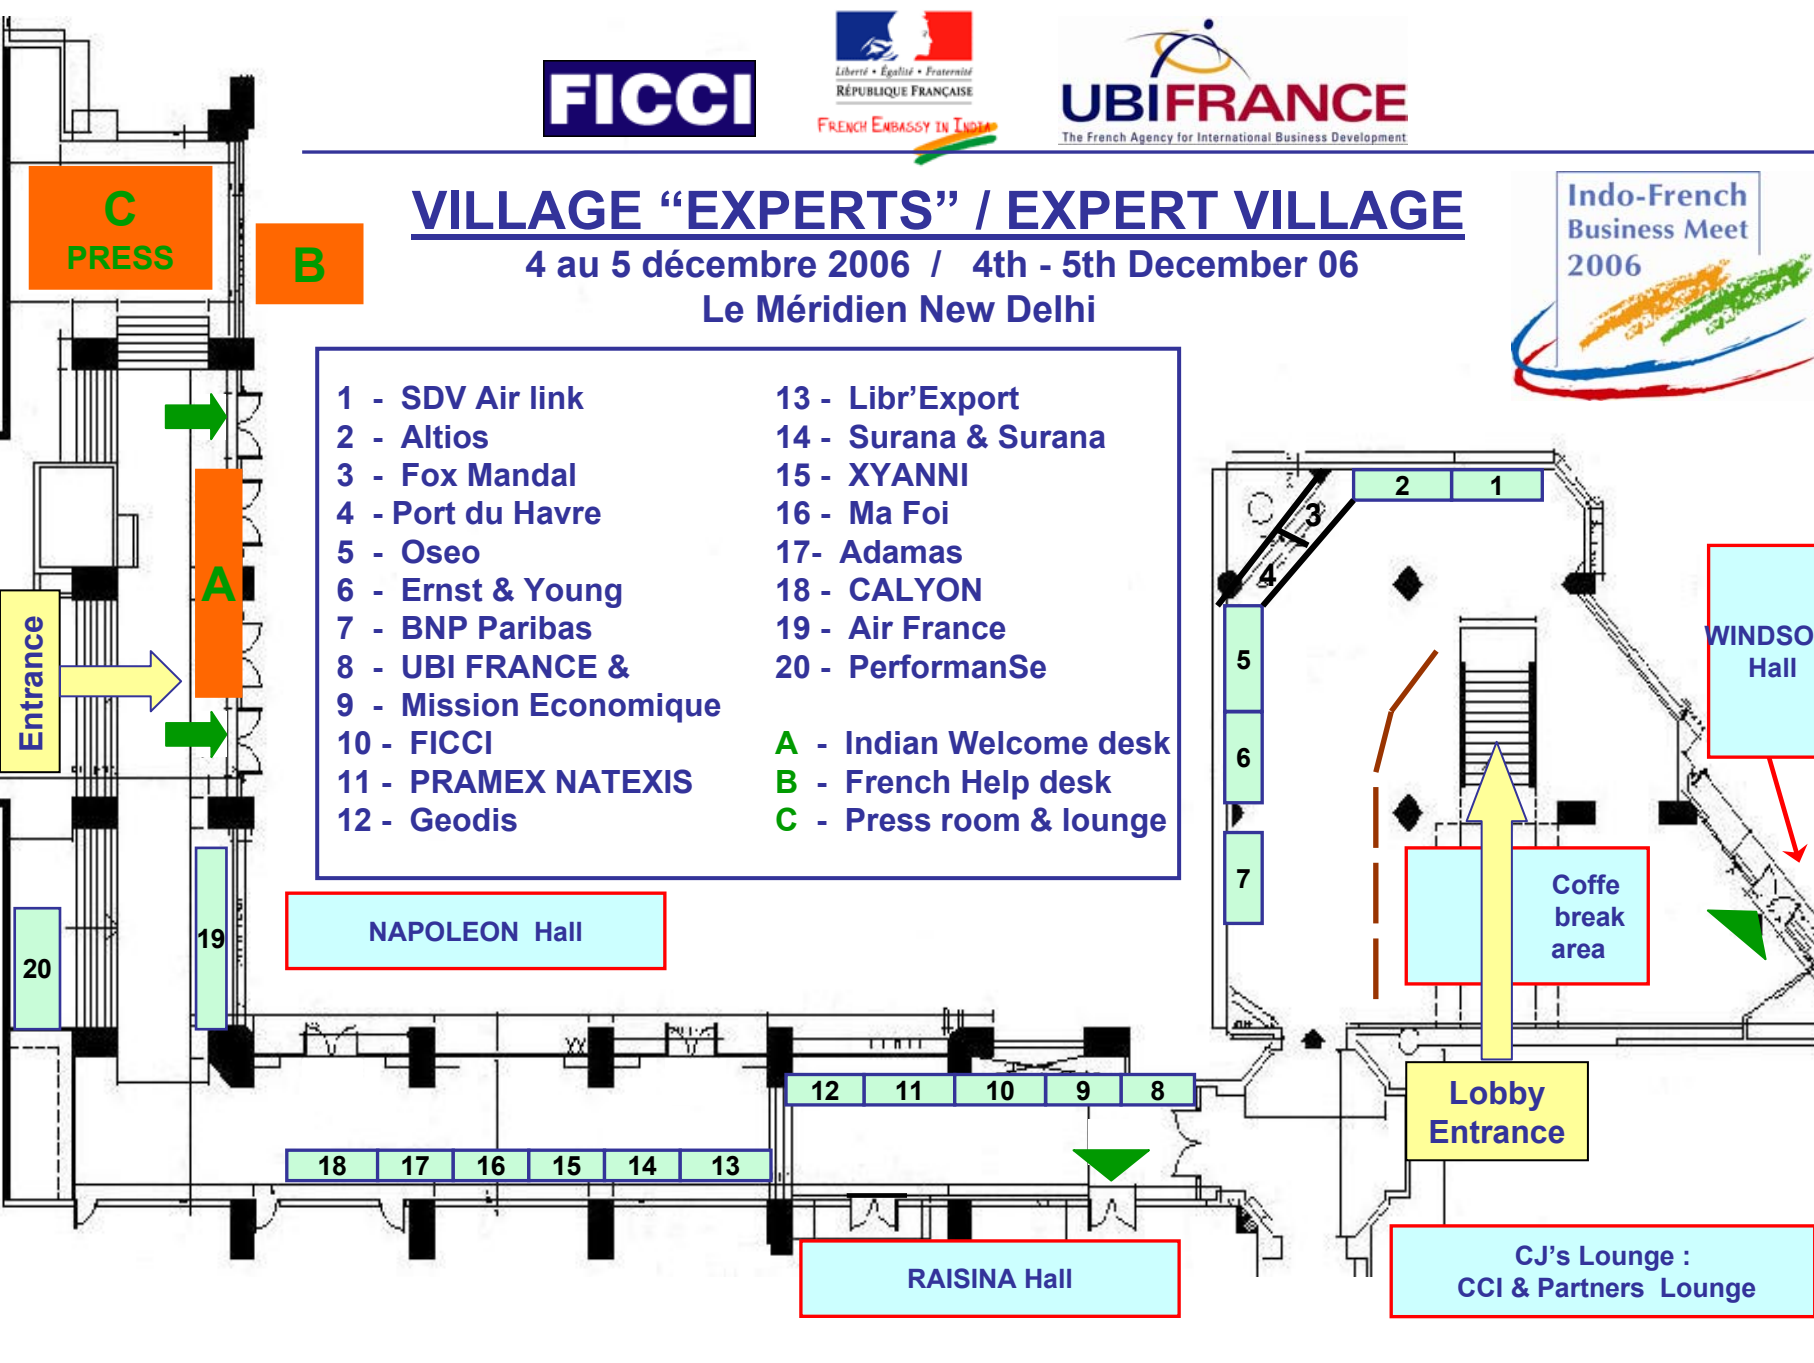 FICCI
Liberté • Égalité • Fraternité
RÉPUBLIQUE FRANÇAISE
FRENCH EMBASSY IN INDIA
UBIFRANCE
The French Agency for International Business Development
VILLAGE “EXPERTS” / EXPERT VILLAGE
4 au 5 décembre 2006 / 4th - 5th December 06
Le Méridien New Delhi
Indo-French
Business Meet
2006
C
PRESS
B
A
Entrance
1 - SDV Air link
2 - Altios
3 - Fox Mandal
4 - Port du Havre
5 - Oseo
6 - Ernst & Young
7 - BNP Paribas
8 - UBI FRANCE &
9 - Mission Economique
10 - FICCI
11 - PRAMEX NATEXIS
12 - Geodis
13 - Libr’Export
14 - Surana & Surana
15 - XYANNI
16 - Ma Foi
17- Adamas
18 - CALYON
19 - Air France
20 - PerformanSe
A - Indian Welcome desk
B - French Help desk
C - Press room & lounge
2 1
3
4
5
6
7
WINDSO
Hall
Coffe
break
area
NAPOLEON Hall
19
20
12 11 10 9 8
18 17 16 15 14 13
Lobby
Entrance
RAISINA Hall
CJ’s Lounge :
CCI & Partners Lounge